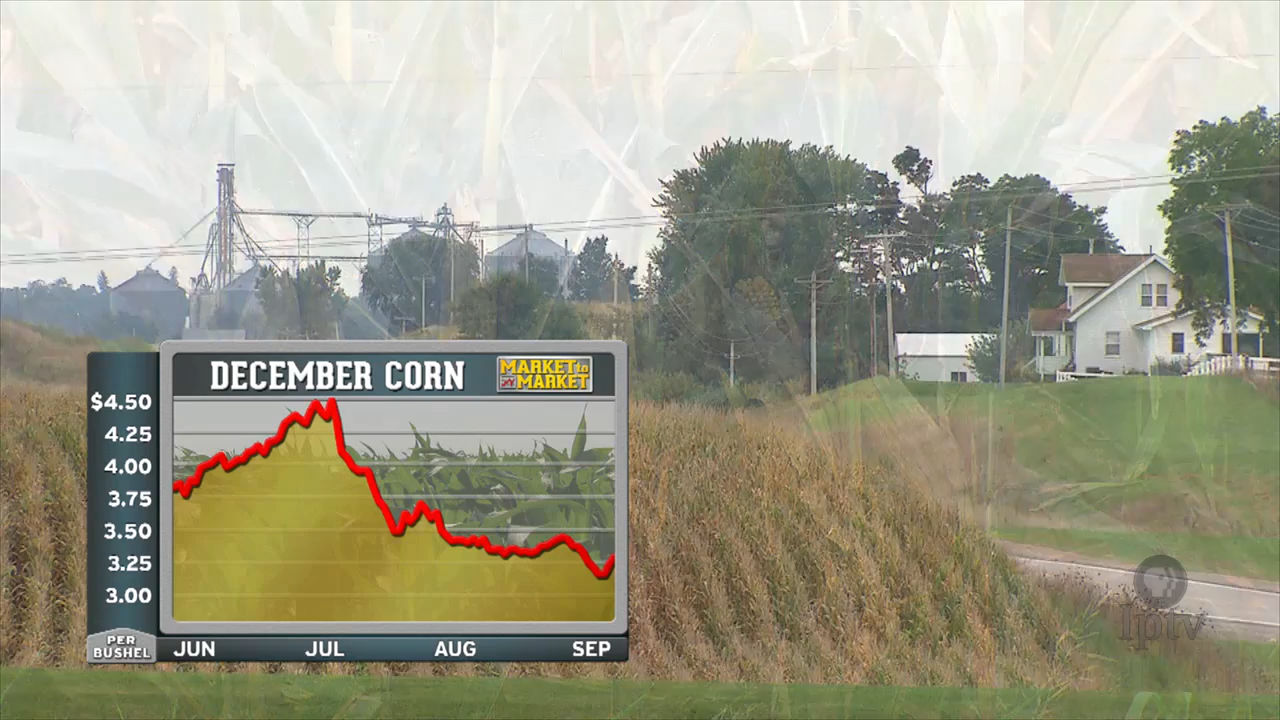 DECEMBER CORN
MARKET to MARKET
$4.50
4.25
4.00
3.75
3.50
3.25
3.00
PER
BUSHEL
JUN JUL AUG SEP
iptv